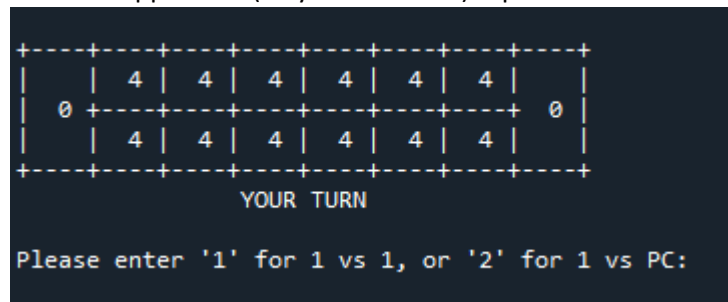 +----+----+----+----+----+----+----+----+
|    |  4 |  4 |  4 |  4 |  4 |  4 |    |
|  0 +----+----+----+----+----+----+  0 |
|    |  4 |  4 |  4 |  4 |  4 |  4 |    |
+----+----+----+----+----+----+----+----+
YOUR TURN
Please enter '1' for 1 vs 1, or '2' for 1 vs PC: